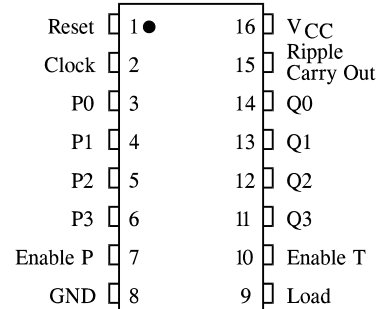 Reset 1 16 VCC
Clock 2 15 Ripple
Carry Out
P0 3 14 Q0
P1 4 13 Q1
P2 5 12 Q2
P3 6 11 Q3
Enable P 7 10 Enable T
GND 8 9 Load